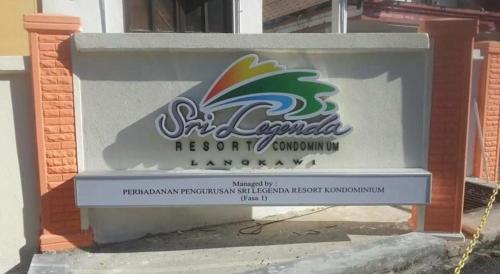 Sri Legenda
RESORT CONDOMINIUM
LANGKAWI
Managed by :
PERBADANAN PENGURUSAN SRI LEGENDA RESORT KONDOMINIUM
(Fasa 1)